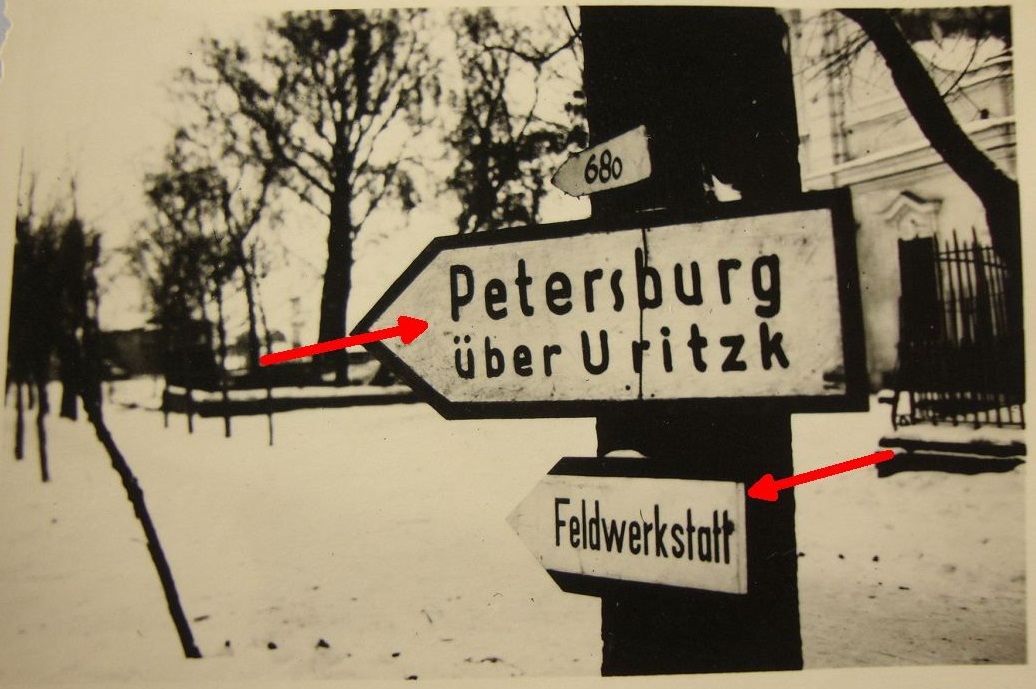 680
Petersburg
über Uritzk
Feldwerkstatt